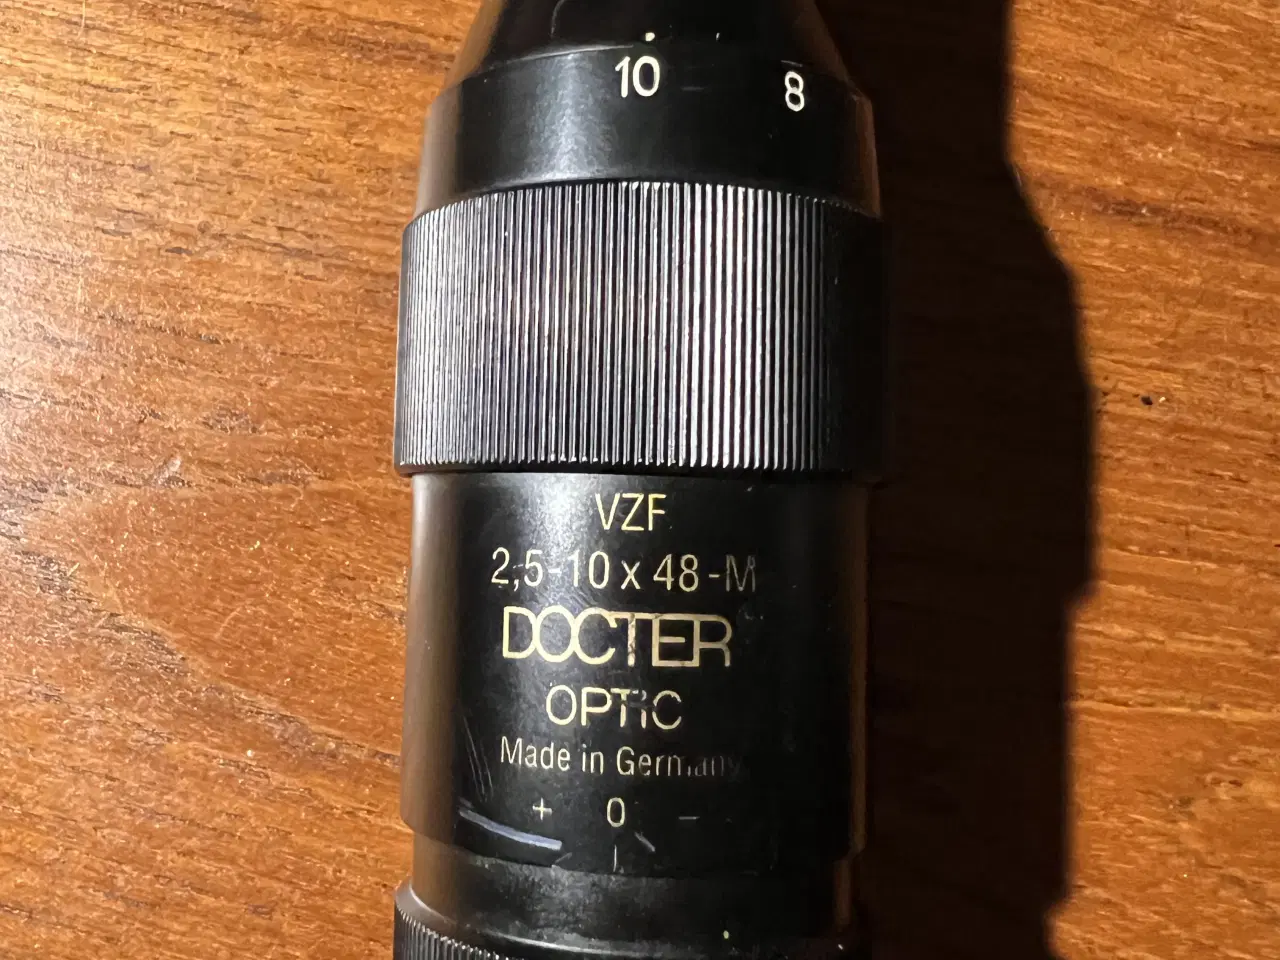 10 8
VZF
2,5-10 x 48-M
DOCTER
OPTIC
Made in Germany
+ 0 -